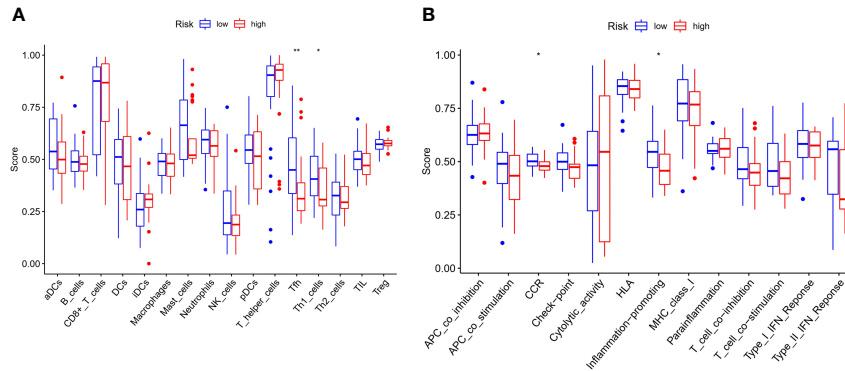 A
Risk low high
** *
1.00
0.75
0.50
0.25
0.00
Score
aDCs
B_cells
CD8+_T_cells
DCs
iDCs
Macrophages
Mast_cells
Neutrophils
NK_cells
pDCs
T_helper_cells
Tfh
Th1_cells
Th2_cells
TIL
Treg
B
Risk low high
* *
1.00
0.75
0.50
0.25
0.00
Score
APC_co_inhibition
APC_co_stimulation
CCR
Check-point
Cytolytic_activity
HLA
Inflammation-promoting
MHC_class_I
Parainflammation
T_cell_co-inhibition
T_cell_co-stimulation
Type_I_IFN_Reponse
Type_II_IFN_Reponse